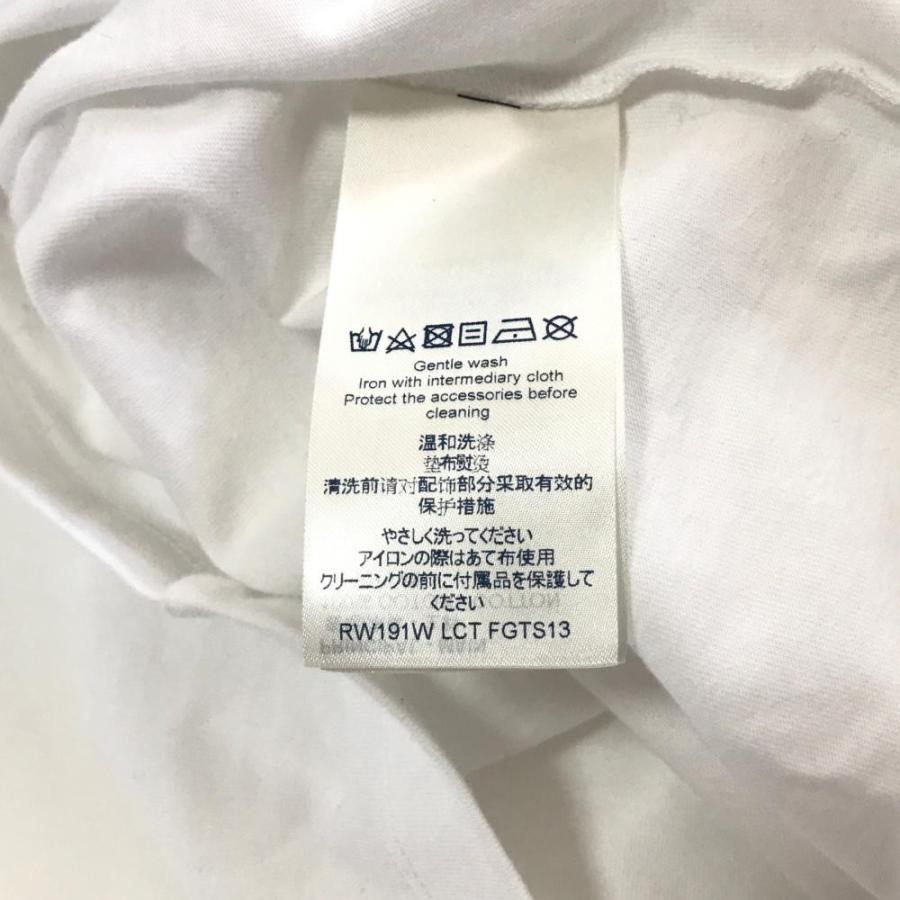 Gentle wash
Iron with intermediary cloth
Protect the accessories before
cleaning
温和洗涤
垫布熨烫
清洗前请对配饰部分采取有效的
保护措施
やさしく洗ってください
アイロンの際はあて布使用
クリーニングの前に付属品を保護して
ください
RW191W LCT FGTS13
PRINCIPAL - MAIN